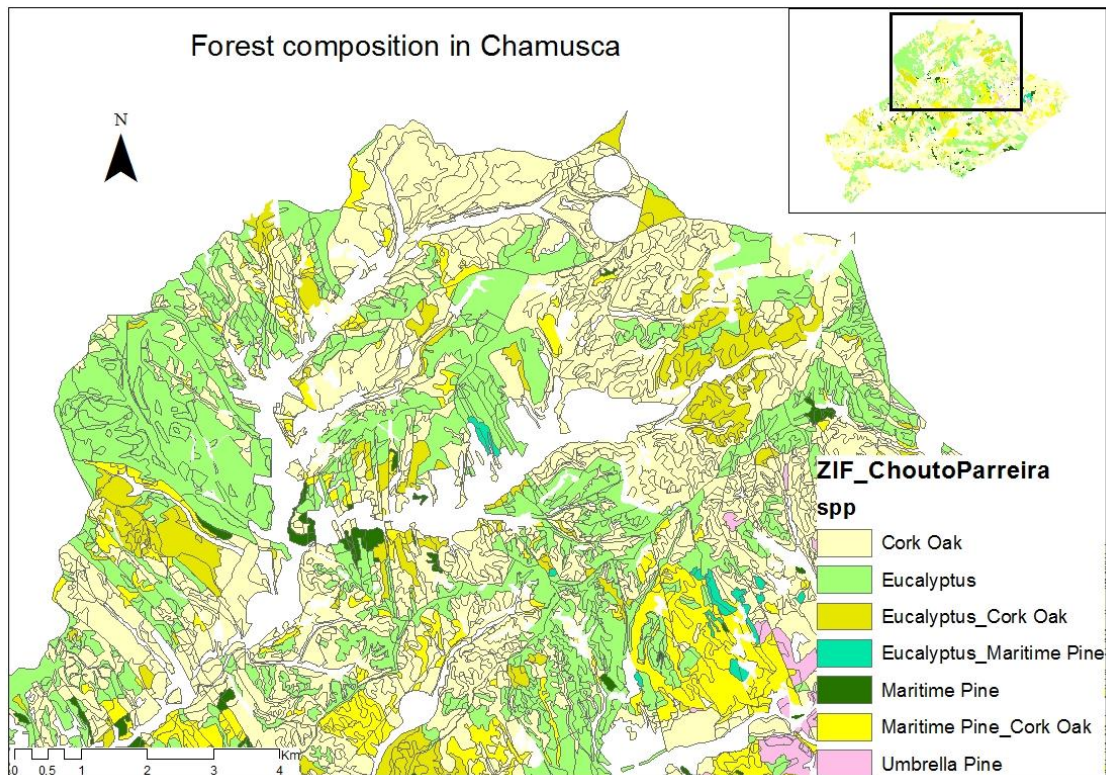 Forest composition in Chamusca
N
ZIF_ChoutoParreira
spp
Cork Oak
Eucalyptus
Eucalyptus_Cork Oak
Eucalyptus_Maritime Pine
Maritime Pine
Maritime Pine_Cork Oak
Umbrella Pine
Km
0 0.5 1 2 3 4